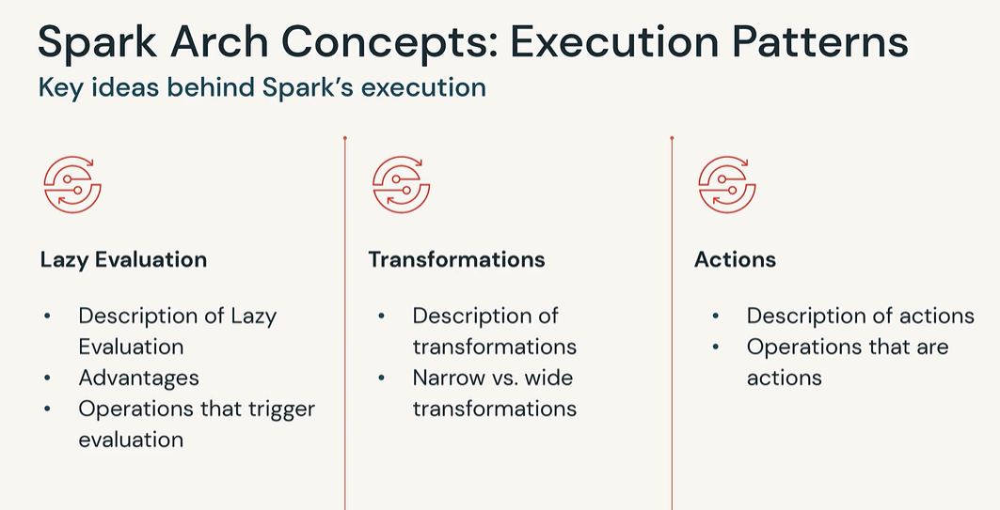 Spark Arch Concepts: Execution Patterns
Key ideas behind Spark’s execution
Lazy Evaluation
• Description of Lazy
Evaluation
• Advantages
• Operations that trigger
evaluation
Transformations
• Description of
transformations
• Narrow vs. wide
transformations
Actions
• Description of actions
• Operations that are
actions